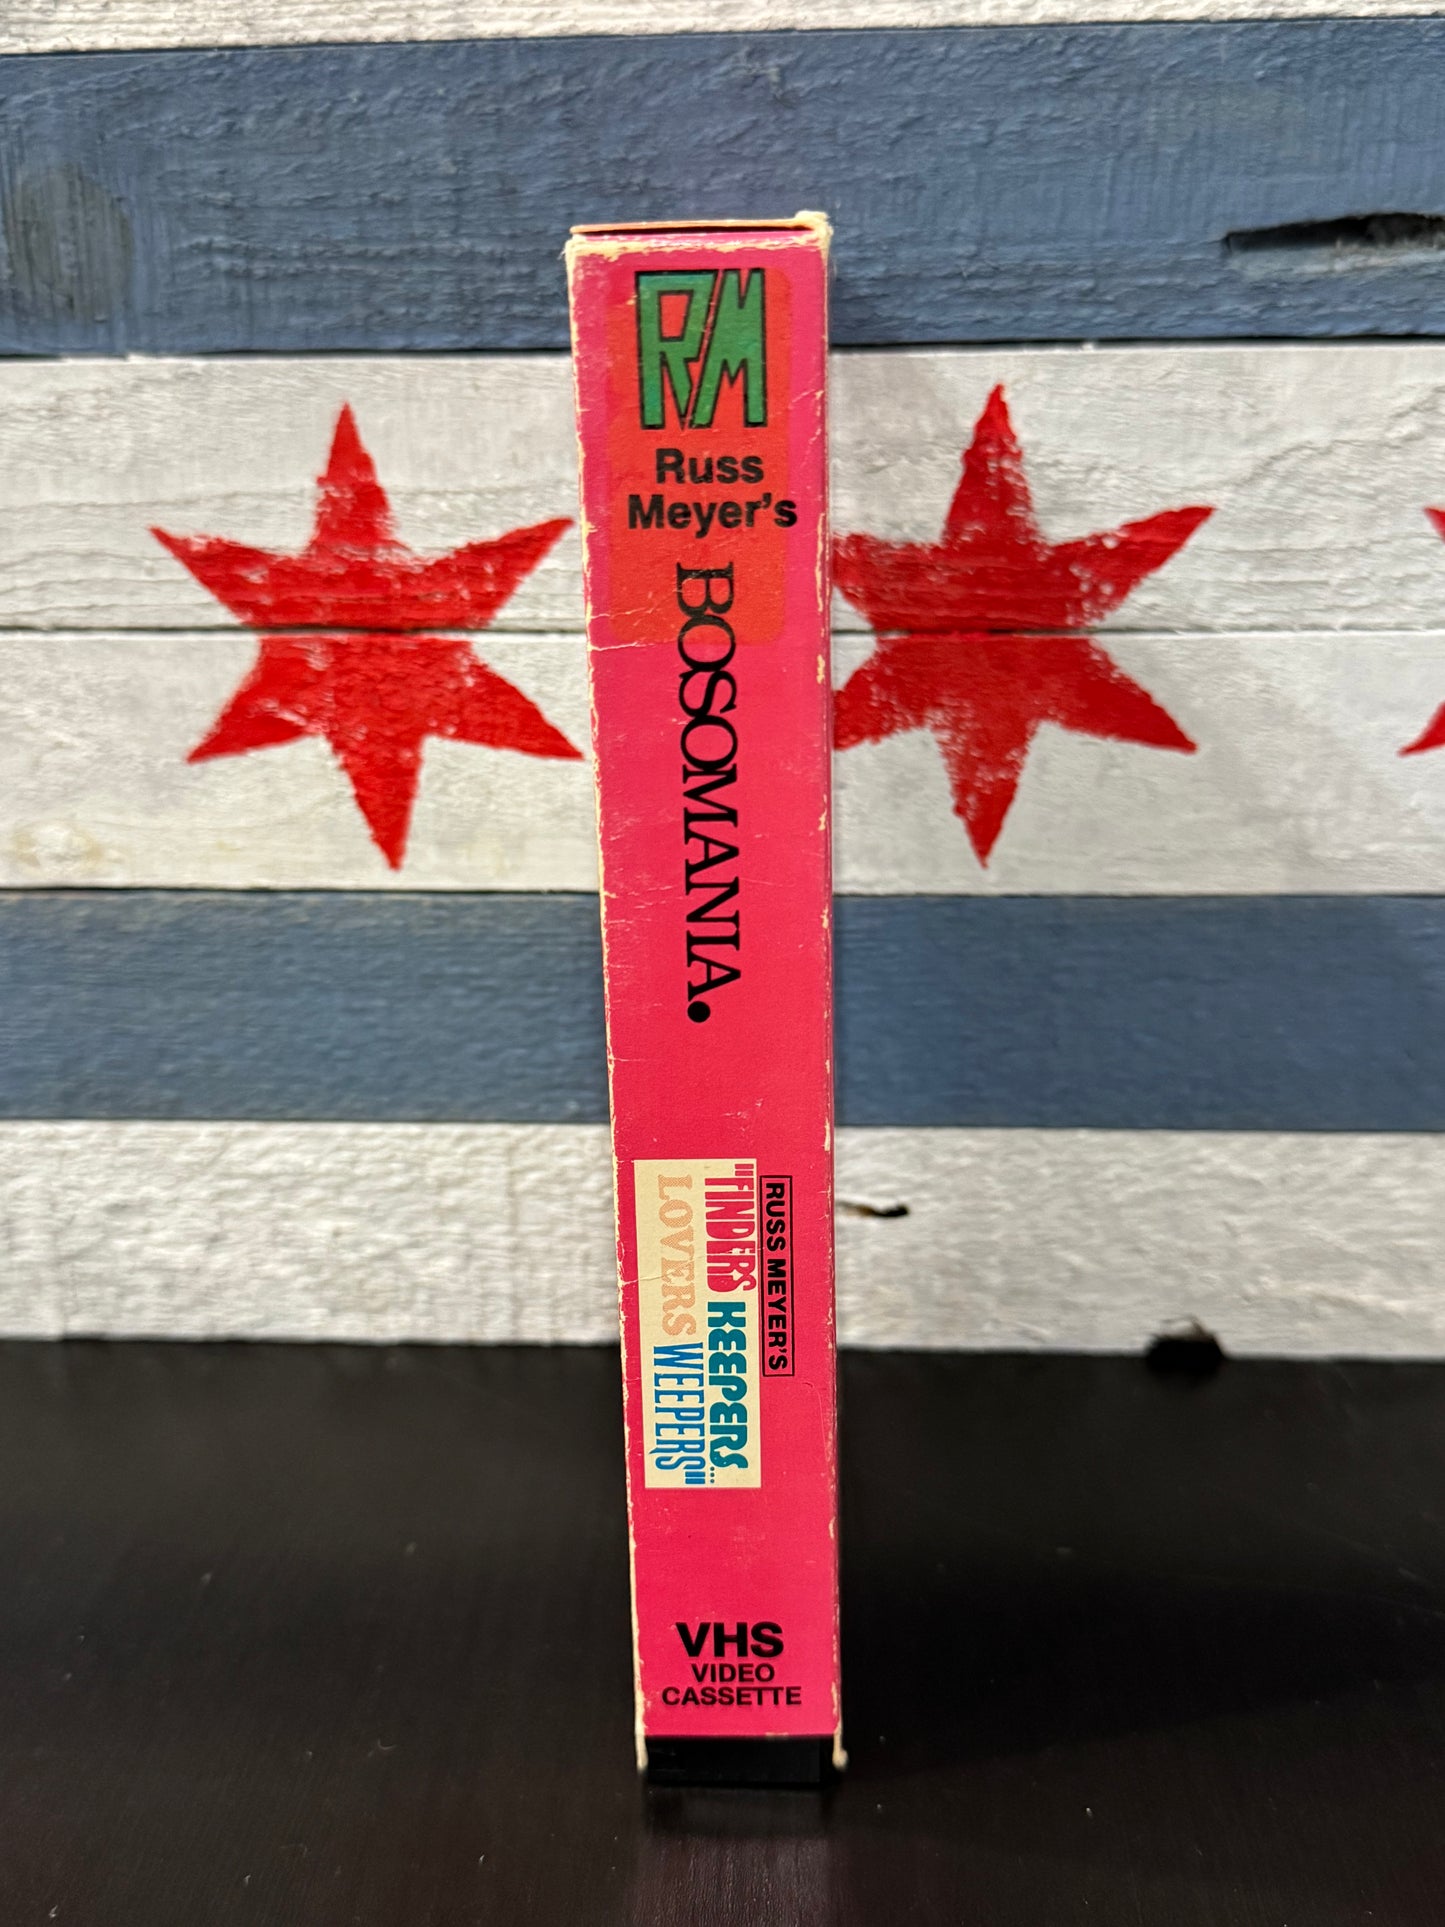 RM
Russ
Meyer's
BOSOMANIA.
RUSS MEYER'S
"FINDERS KEEPERS...
LOVERS WEEPERS"
VHS
VIDEO
CASSETTE